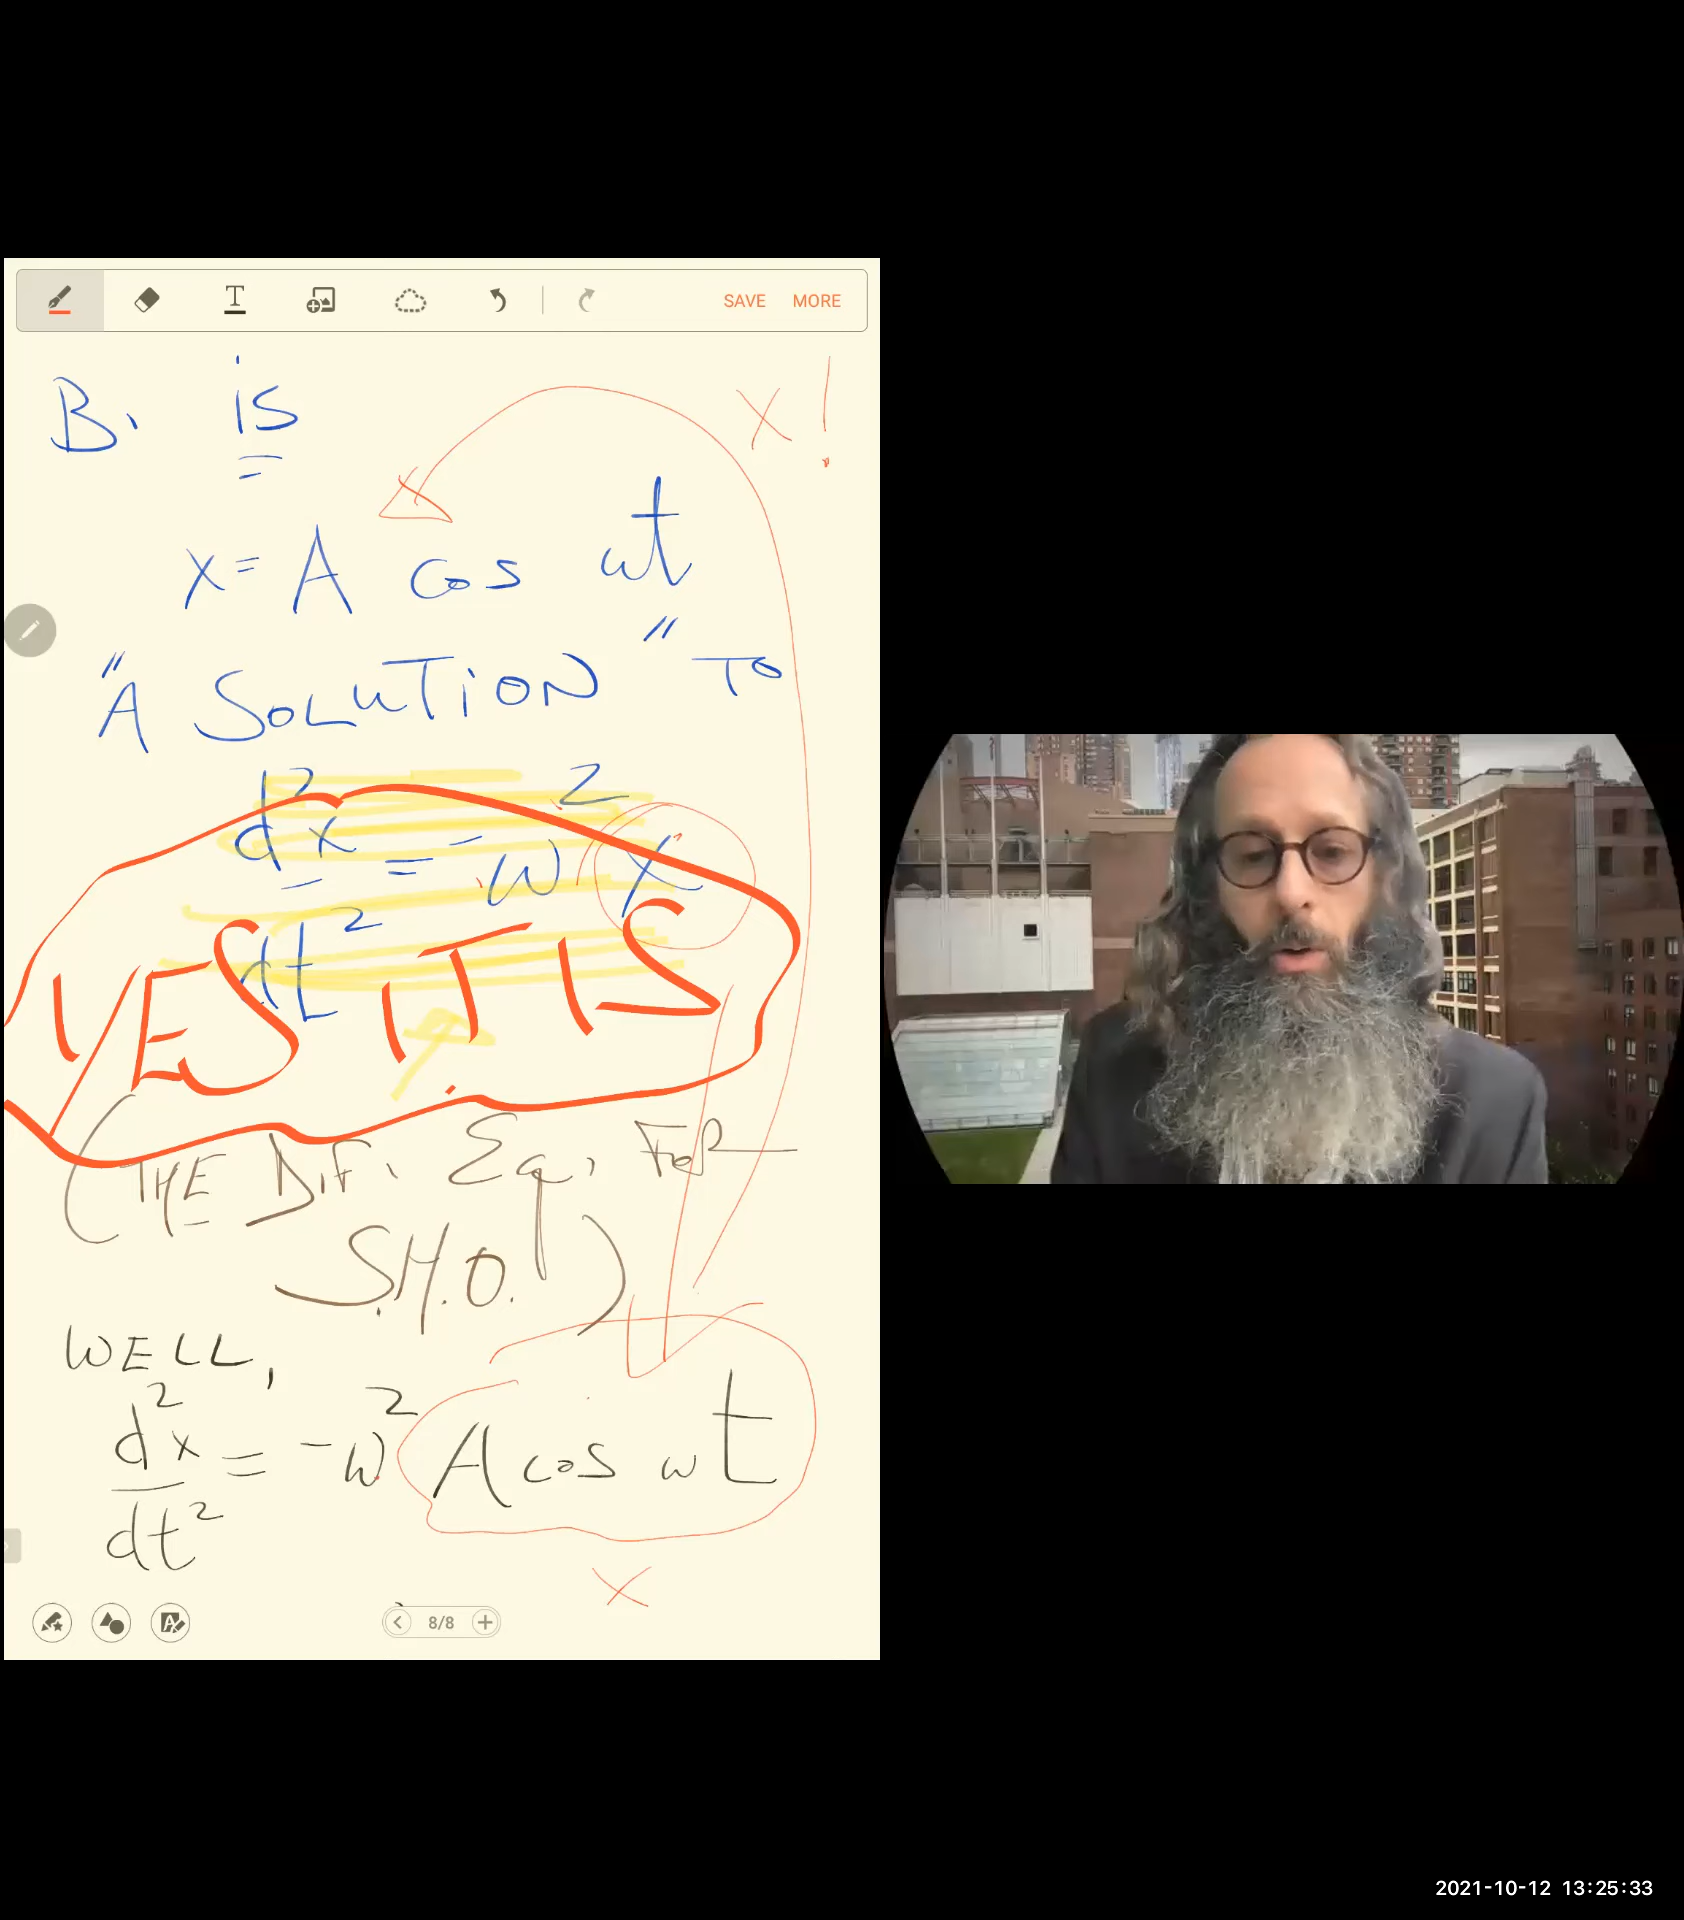 SAVE MORE
B. is
x!
x = A cos ωt
"A SOLUTION" TO
d²x = -ω²x
dt²
YES IT IS
(THE DIF. Eq. FOR
S.H.O.)
WELL,
d²x = -ω² A cos ωt
dt²
x
8/8
2021-10-12 13:25:33